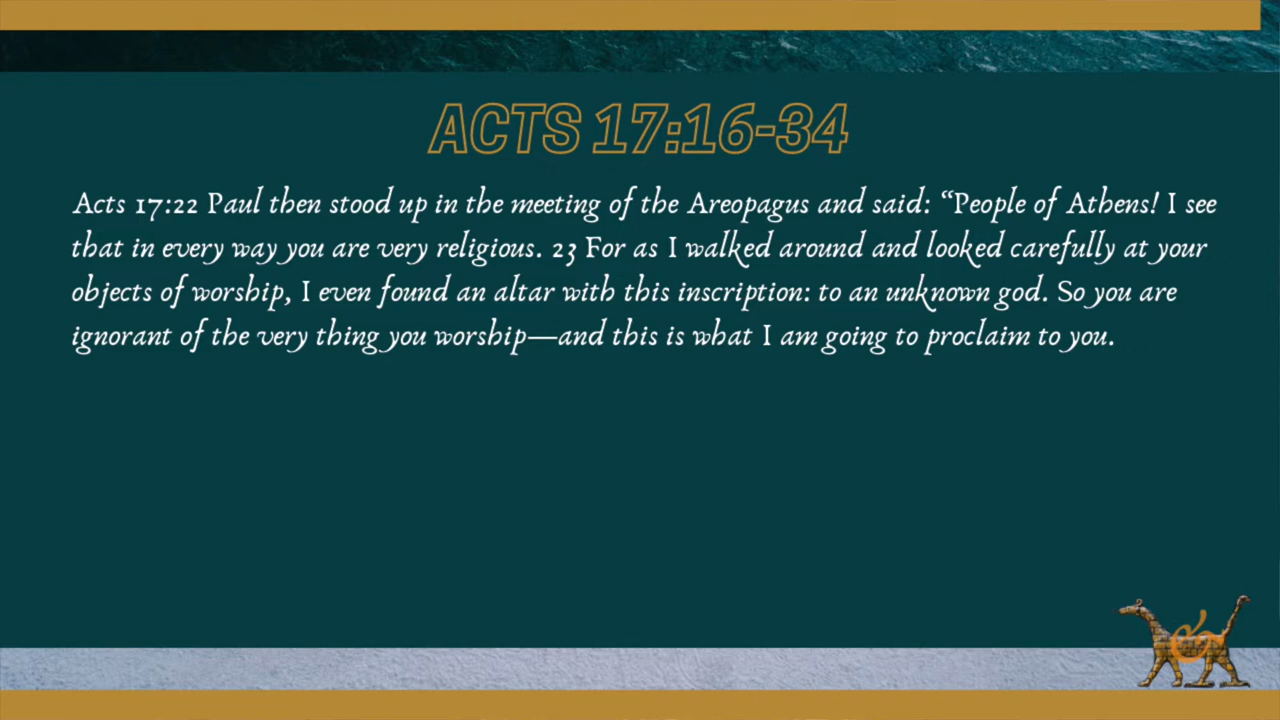 ACTS 17:16-34
Acts 17:22 Paul then stood up in the meeting of the Areopagus and said: “People of Athens! I see
that in every way you are very religious. 23 For as I walked around and looked carefully at your
objects of worship, I even found an altar with this inscription: to an unknown god. So you are
ignorant of the very thing you worship—and this is what I am going to proclaim to you.